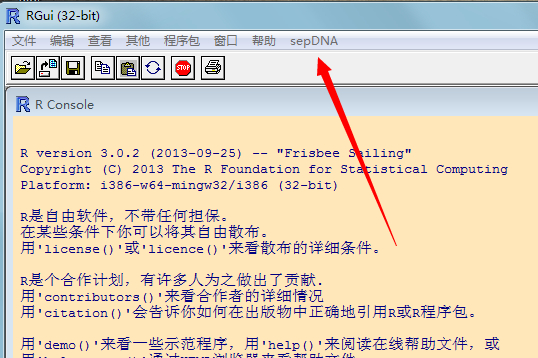 RGui (32-bit)
文件 编辑 查看 其他 程序包 窗口 帮助 sepDNA
STOP
R Console
R version 3.0.2 (2013-09-25) -- "Frisbee Sailing"
Copyright (C) 2013 The R Foundation for Statistical Computing
Platform: i386-w64-mingw32/i386 (32-bit)
R是自由软件，不带任何担保。
在某些条件下你可以将其自由散布。
用'license()'或'licence()'来看散布的详细条件。
R是个合作计划，有许多人为之做出了贡献.
用'contributors()'来看合作者的详细情况
用'citation()'会告诉你如何在出版物中正确地引用R或R程序包。
用'demo()'来看一些示范程序，用'help()'来阅读在线帮助文件，或